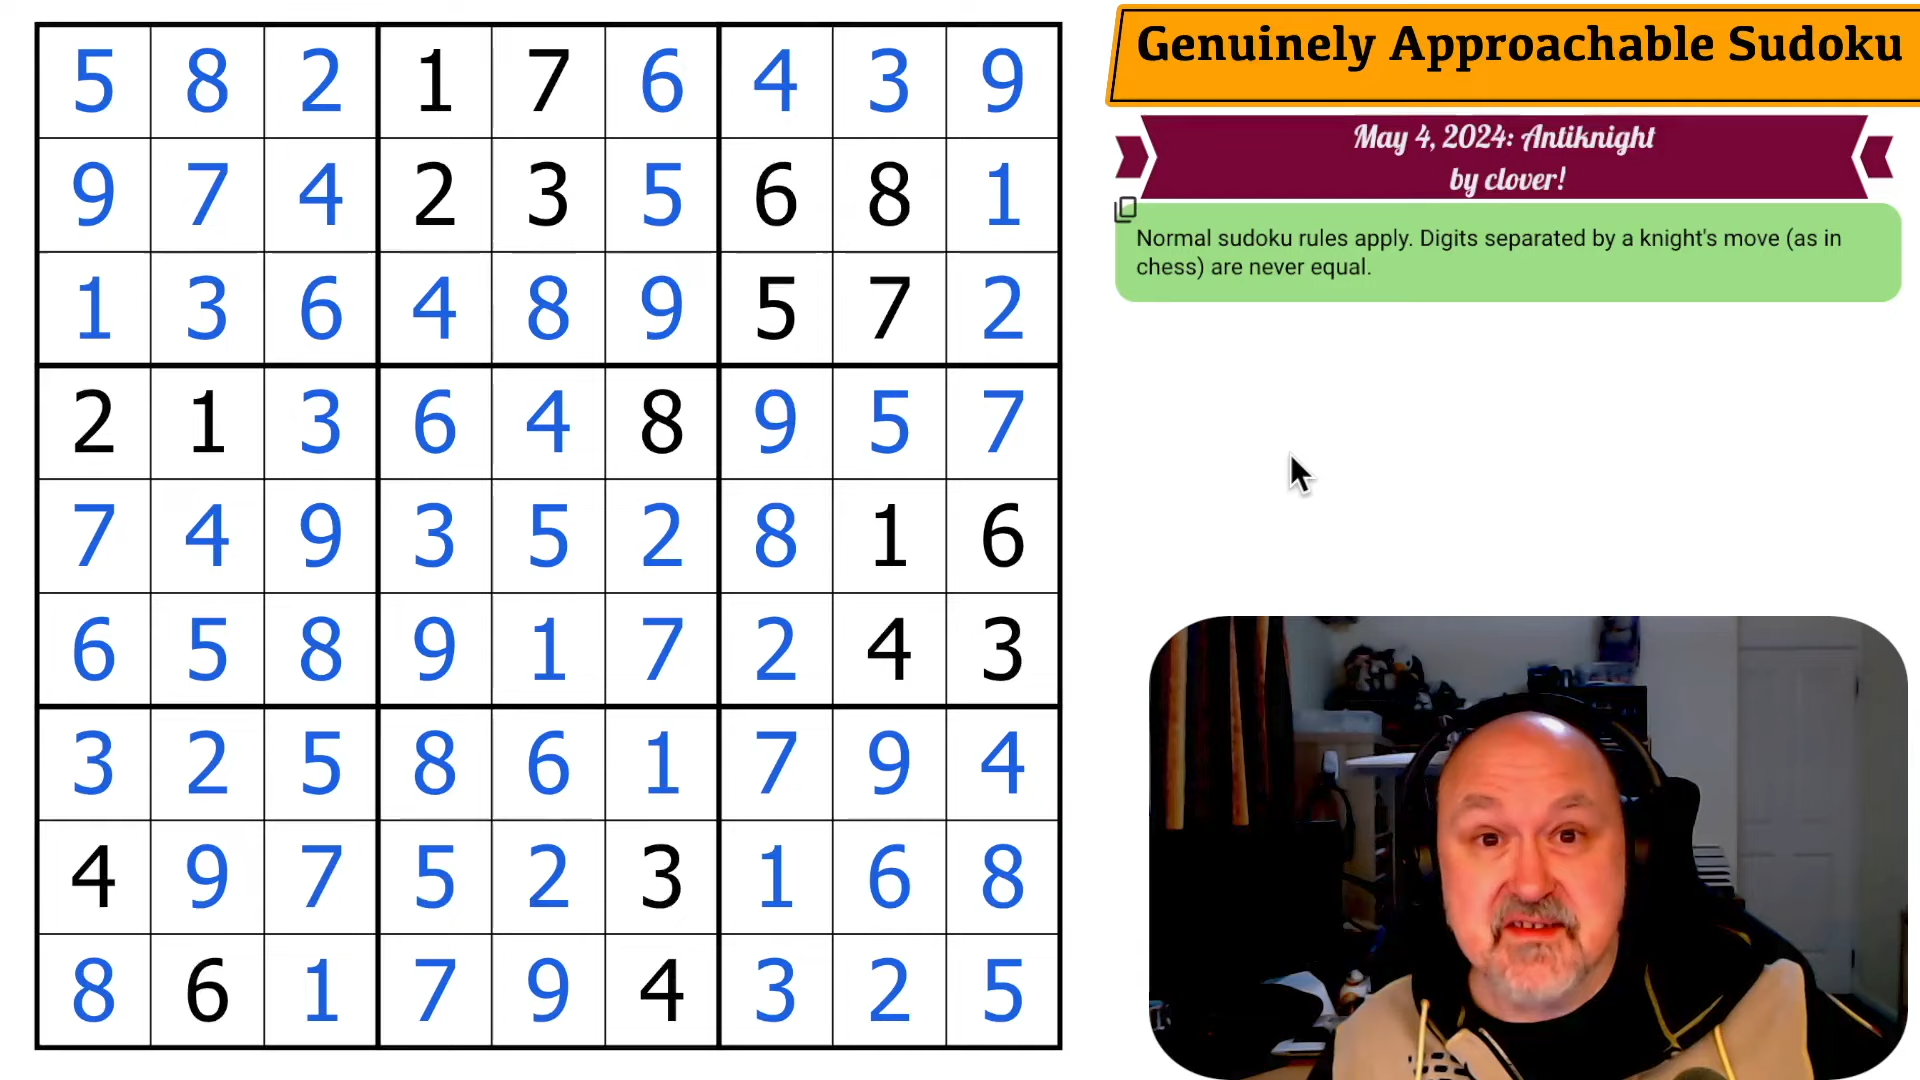 Genuinely Approachable Sudoku
May 4, 2024: Antiknight
by clover!
Normal sudoku rules apply. Digits separated by a knight's move (as in
chess) are never equal.
5 8 2 1 7 6 4 3 9
9 7 4 2 3 5 6 8 1
1 3 6 4 8 9 5 7 2
2 1 3 6 4 8 9 5 7
7 4 9 3 5 2 8 1 6
6 5 8 9 1 7 2 4 3
3 2 5 8 6 1 7 9 4
4 9 7 5 2 3 1 6 8
8 6 1 7 9 4 3 2 5